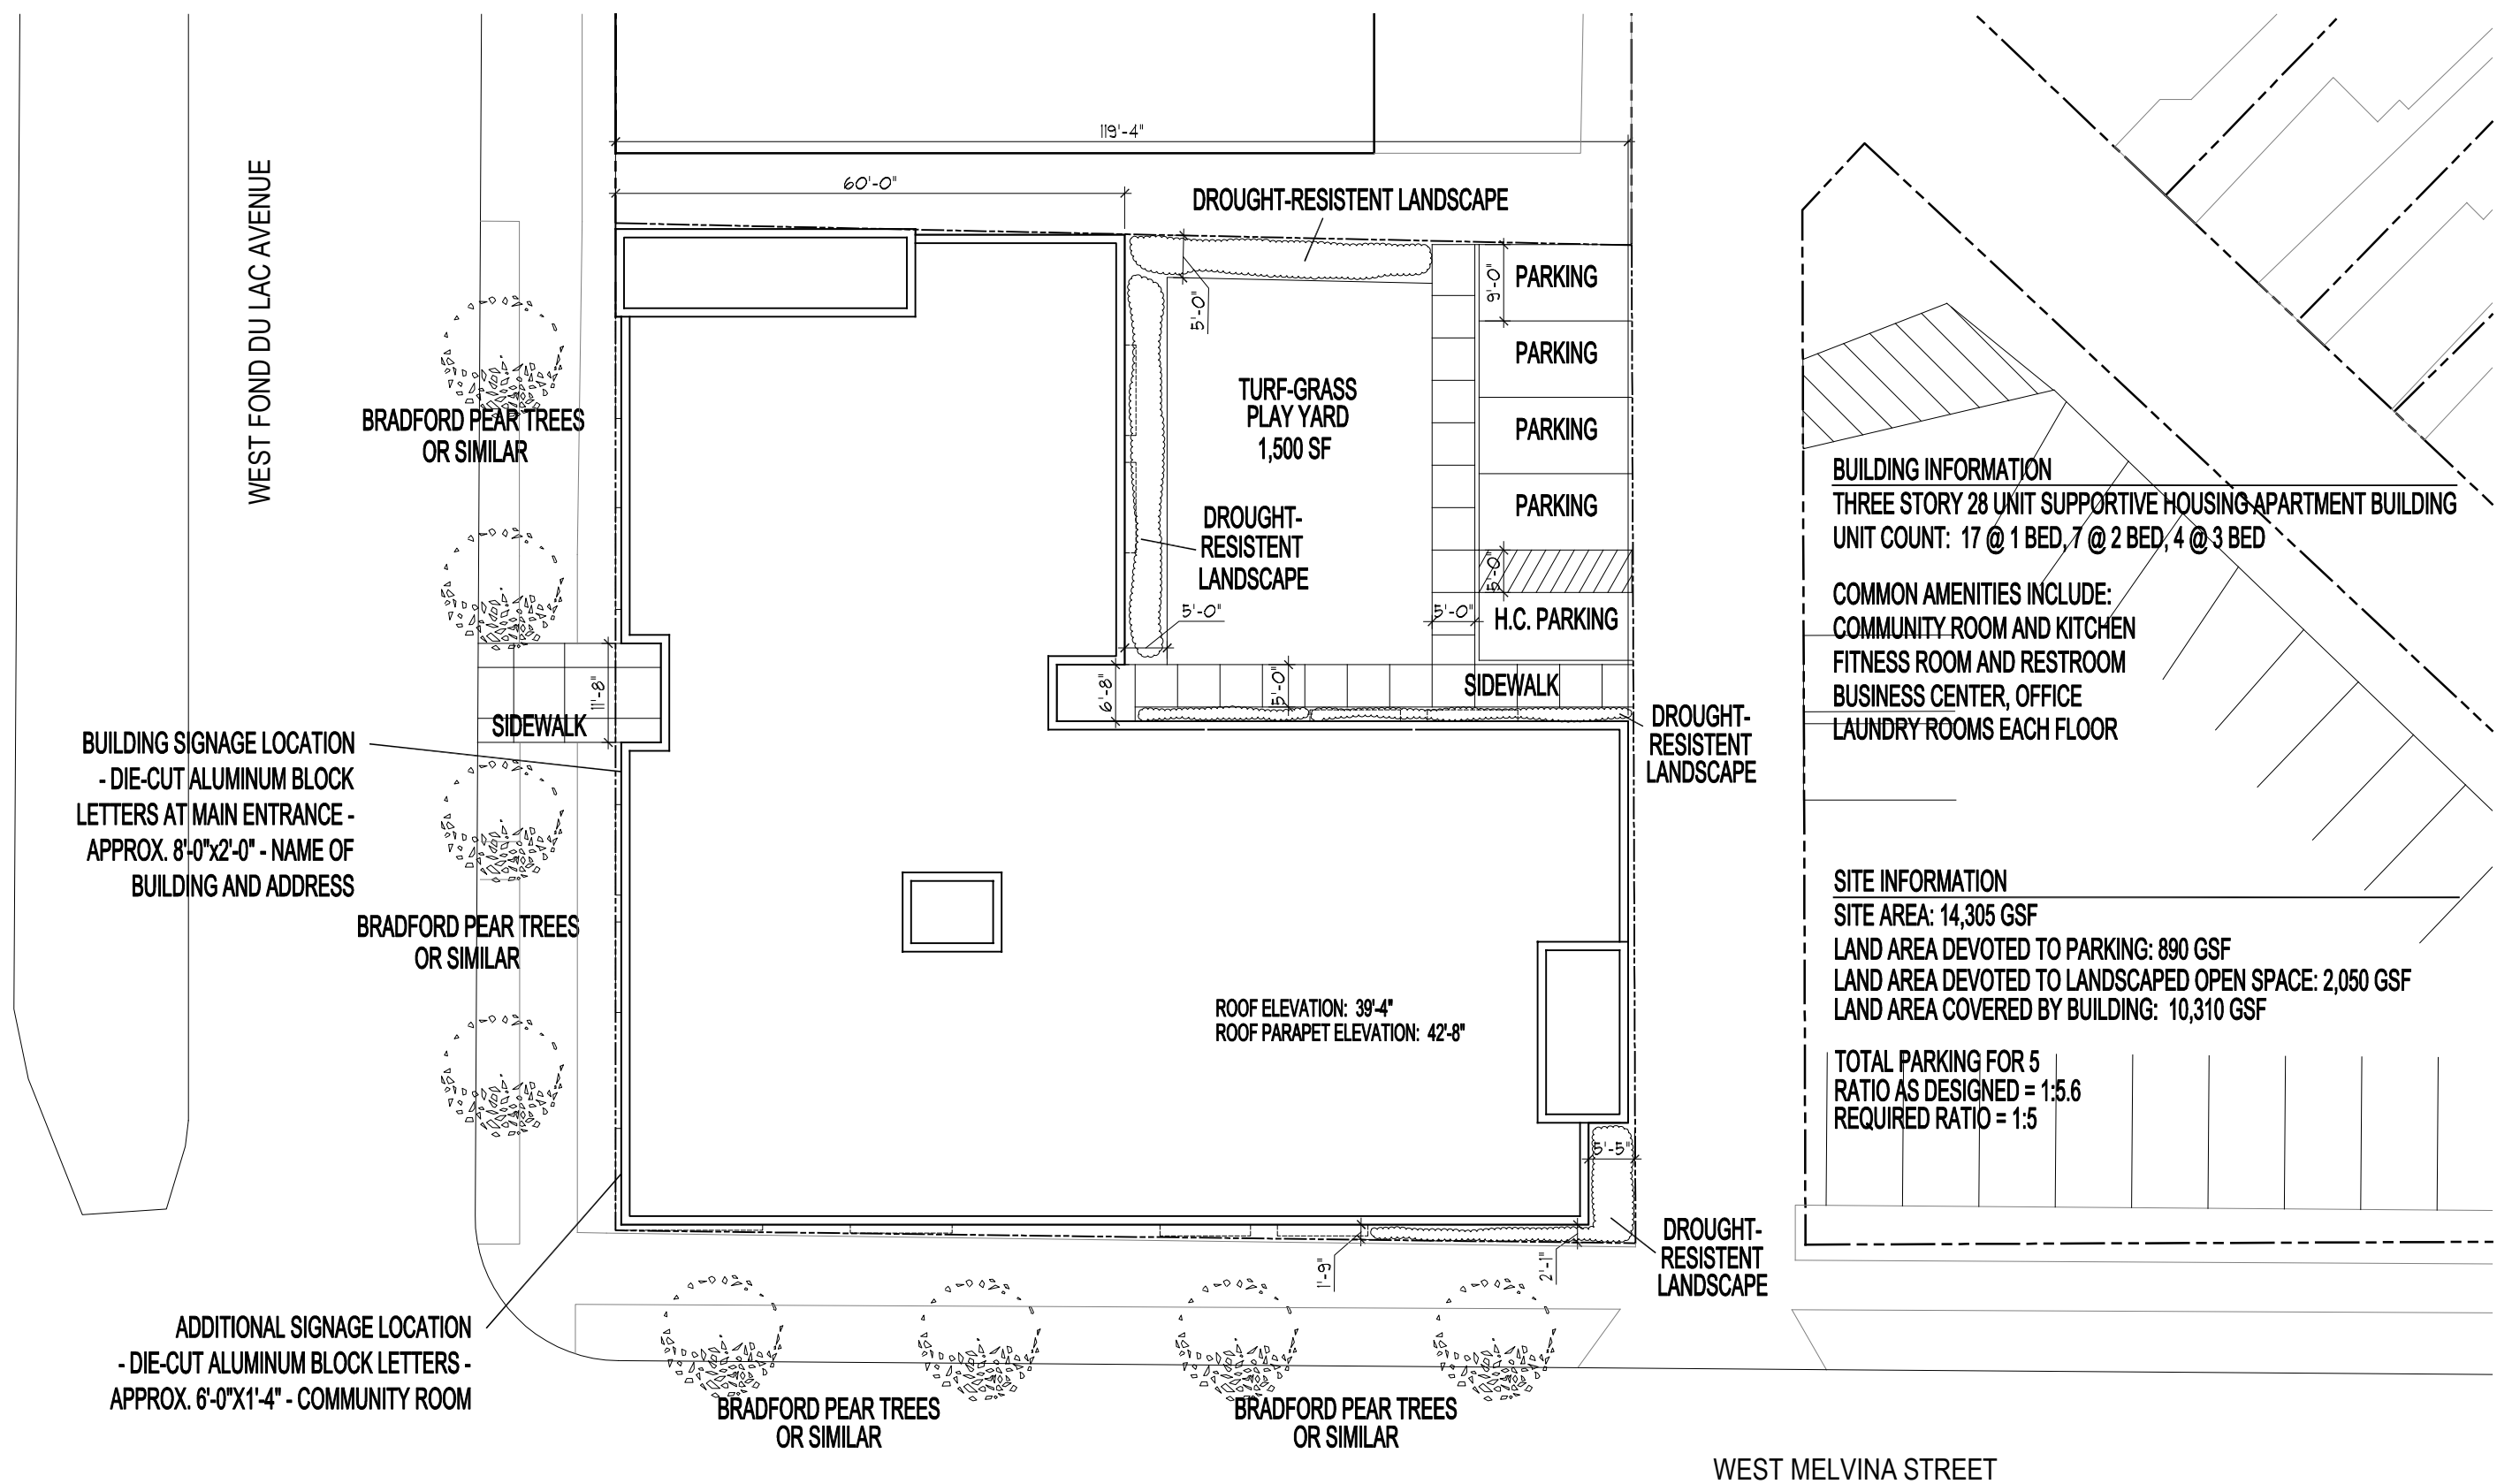 WEST FOND DU LAC AVENUE
119'-4"
60'-0"
DROUGHT-RESISTENT LANDSCAPE
5'-0"
9'-0"
PARKING
PARKING
PARKING
PARKING
5'-0"
H.C. PARKING
TURF-GRASS
PLAY YARD
1,500 SF
DROUGHT-
RESISTENT
LANDSCAPE
5'-0"
5'-0"
BRADFORD PEAR TREES
OR SIMILAR
11'-8"
SIDEWALK
6'-8"
5'-0"
SIDEWALK
DROUGHT-
RESISTENT
LANDSCAPE
BUILDING SIGNAGE LOCATION
- DIE-CUT ALUMINUM BLOCK
LETTERS AT MAIN ENTRANCE -
APPROX. 8'-0"x2'-0" - NAME OF
BUILDING AND ADDRESS
BRADFORD PEAR TREES
OR SIMILAR
ROOF ELEVATION: 39'-4"
ROOF PARAPET ELEVATION: 42'-8"
5'-5"
1'-9"
2'-1"
DROUGHT-
RESISTENT
LANDSCAPE
ADDITIONAL SIGNAGE LOCATION
- DIE-CUT ALUMINUM BLOCK LETTERS -
APPROX. 6'-0"X1'-4" - COMMUNITY ROOM
BRADFORD PEAR TREES
OR SIMILAR
BRADFORD PEAR TREES
OR SIMILAR
WEST MELVINA STREET
BUILDING INFORMATION
THREE STORY 28 UNIT SUPPORTIVE HOUSING APARTMENT BUILDING
UNIT COUNT: 17 @ 1 BED, 7 @ 2 BED, 4 @ 3 BED
COMMON AMENITIES INCLUDE:
COMMUNITY ROOM AND KITCHEN
FITNESS ROOM AND RESTROOM
BUSINESS CENTER, OFFICE
LAUNDRY ROOMS EACH FLOOR
SITE INFORMATION
SITE AREA: 14,305 GSF
LAND AREA DEVOTED TO PARKING: 890 GSF
LAND AREA DEVOTED TO LANDSCAPED OPEN SPACE: 2,050 GSF
LAND AREA COVERED BY BUILDING: 10,310 GSF
TOTAL PARKING FOR 5
RATIO AS DESIGNED = 1:5.6
REQUIRED RATIO = 1:5